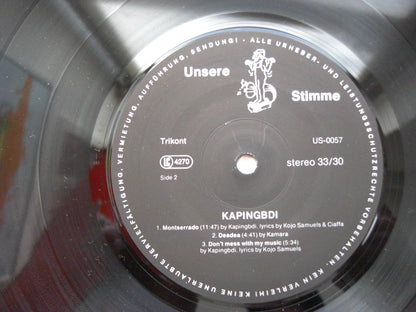 ALLE URHEBER- UND LEISTUNGSSCHUTZRECHTE VORBEHALTEN. KEIN VERLEIH! KEINE UNERLAUBTE VERVIELFÄLTIGUNG, VERMIETUNG, AUFFÜHRUNG, SENDUNG! ·
Unsere
Stimme
Trikont
US-0057
LC 4270
stereo 33/30
Side 2
KAPINGBDI
1. Montserrado (11:47) by Kapingbdi, lyrics by Kojo Samuels & Ciaffa
2. Deadea (4:41) by Kamara
3. Don't mess with my music (5:34)
by Kapingbdi, lyrics by Kojo Samuels